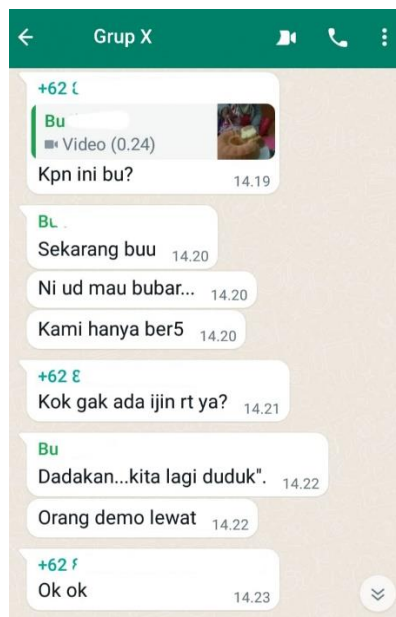 Grup X
+62
Bu
Video (0.24)
Kpn ini bu?
14.19
Sekarang buu 14.20
Ni ud mau bubar... 14.20
Kami hanya ber5 14.20
+62 8
Kok gak ada ijin rt ya? 14.21
Bu
Dadakan...kita lagi duduk". 14.22
Orang demo lewat 14.22
+62
Ok ok
14.23